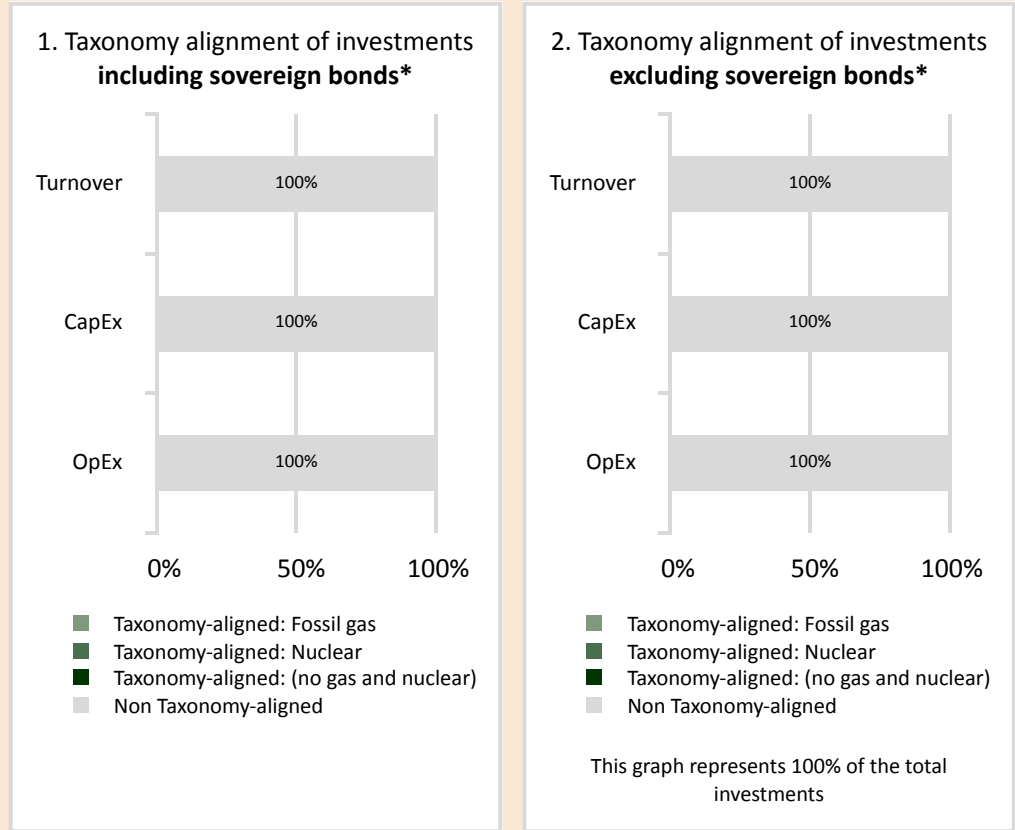 1. Taxonomy alignment of investments
including sovereign bonds*
Turnover
100%
CapEx
100%
OpEx
100%
0% 50% 100%
Taxonomy-aligned: Fossil gas
Taxonomy-aligned: Nuclear
Taxonomy-aligned: (no gas and nuclear)
Non Taxonomy-aligned
2. Taxonomy alignment of investments
excluding sovereign bonds*
Turnover
100%
CapEx
100%
OpEx
100%
0% 50% 100%
Taxonomy-aligned: Fossil gas
Taxonomy-aligned: Nuclear
Taxonomy-aligned: (no gas and nuclear)
Non Taxonomy-aligned
This graph represents 100% of the total
investments